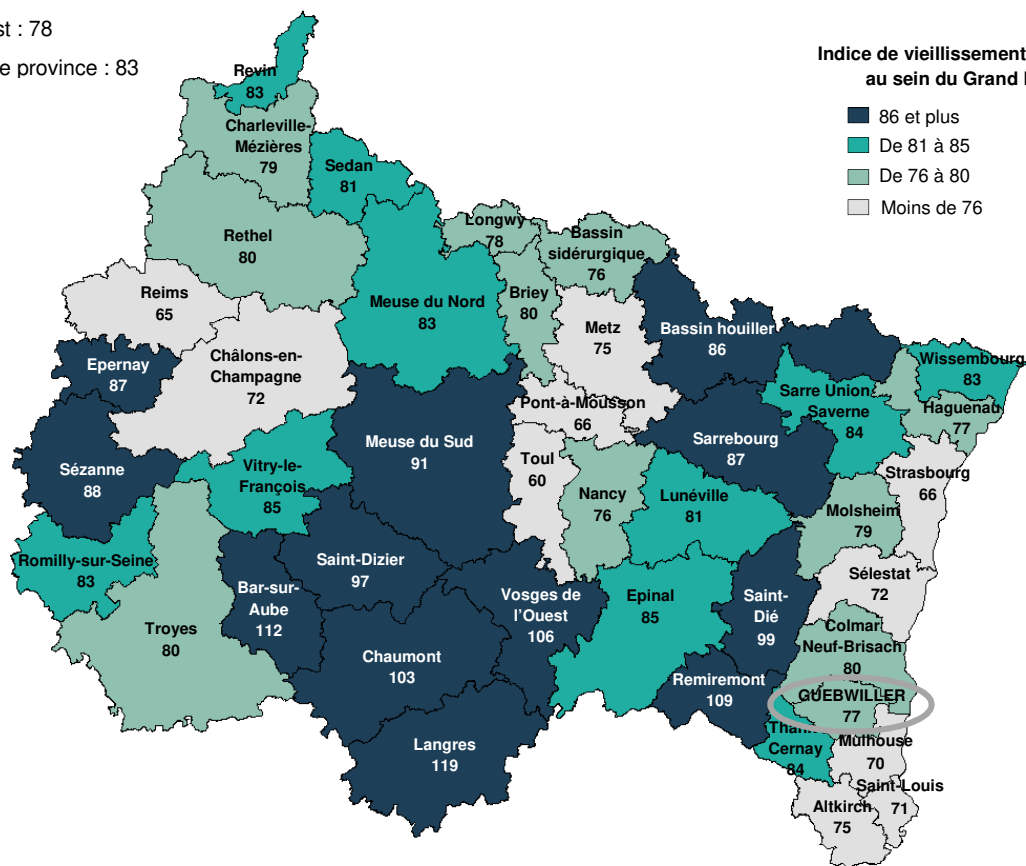 st : 78
e province : 83
Indice de vieillissement
au sein du Grand
86 et plus
De 81 à 85
De 76 à 80
Moins de 76
Revin
83
Charleville-
Mézières
79
Sedan
81
Rethel
80
Longwy
78
Bassin
sidérurgique
76
Reims
65
Meuse du Nord
83
Briey
80
Metz
75
Bassin houiller
86
Epernay
87
Châlons-en-
Champagne
72
Wissembourg
83
Sarre Union
Saverne
84
Haguenau
77
Pont-à-Mousson
66
Meuse du Sud
91
Sarrebourg
87
Sézanne
88
Vitry-le-
François
85
Toul
60
Nancy
76
Lunéville
81
Strasbourg
66
Molsheim
79
Romilly-sur-Seine
83
Saint-Dizier
97
Bar-sur-
Aube
112
Vosges de
l'Ouest
106
Epinal
85
Saint-
Dié
99
Sélestat
72
Troyes
80
Chaumont
103
Colmar
Neuf-Brisach
80
Remiremont
109
GUEBWILLER
77
Langres
119
Thann
Cernay
84
Mulhouse
70
Saint-Louis
71
Altkirch
75